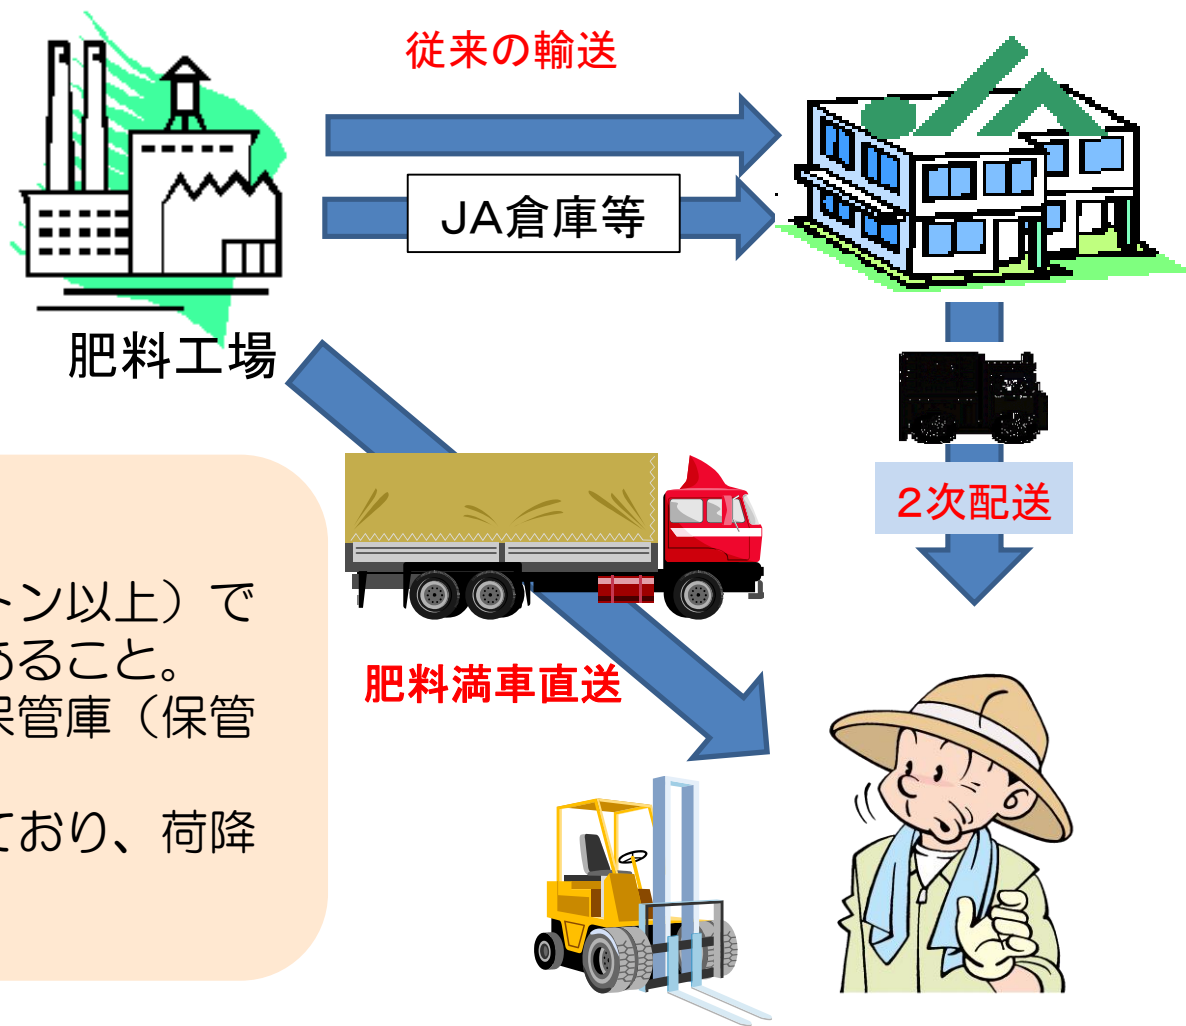 従来の輸送
JA倉庫等
肥料工場
2次配送
肥料満車直送
トン以上）で
あること。
保管庫（保管
ており、荷降